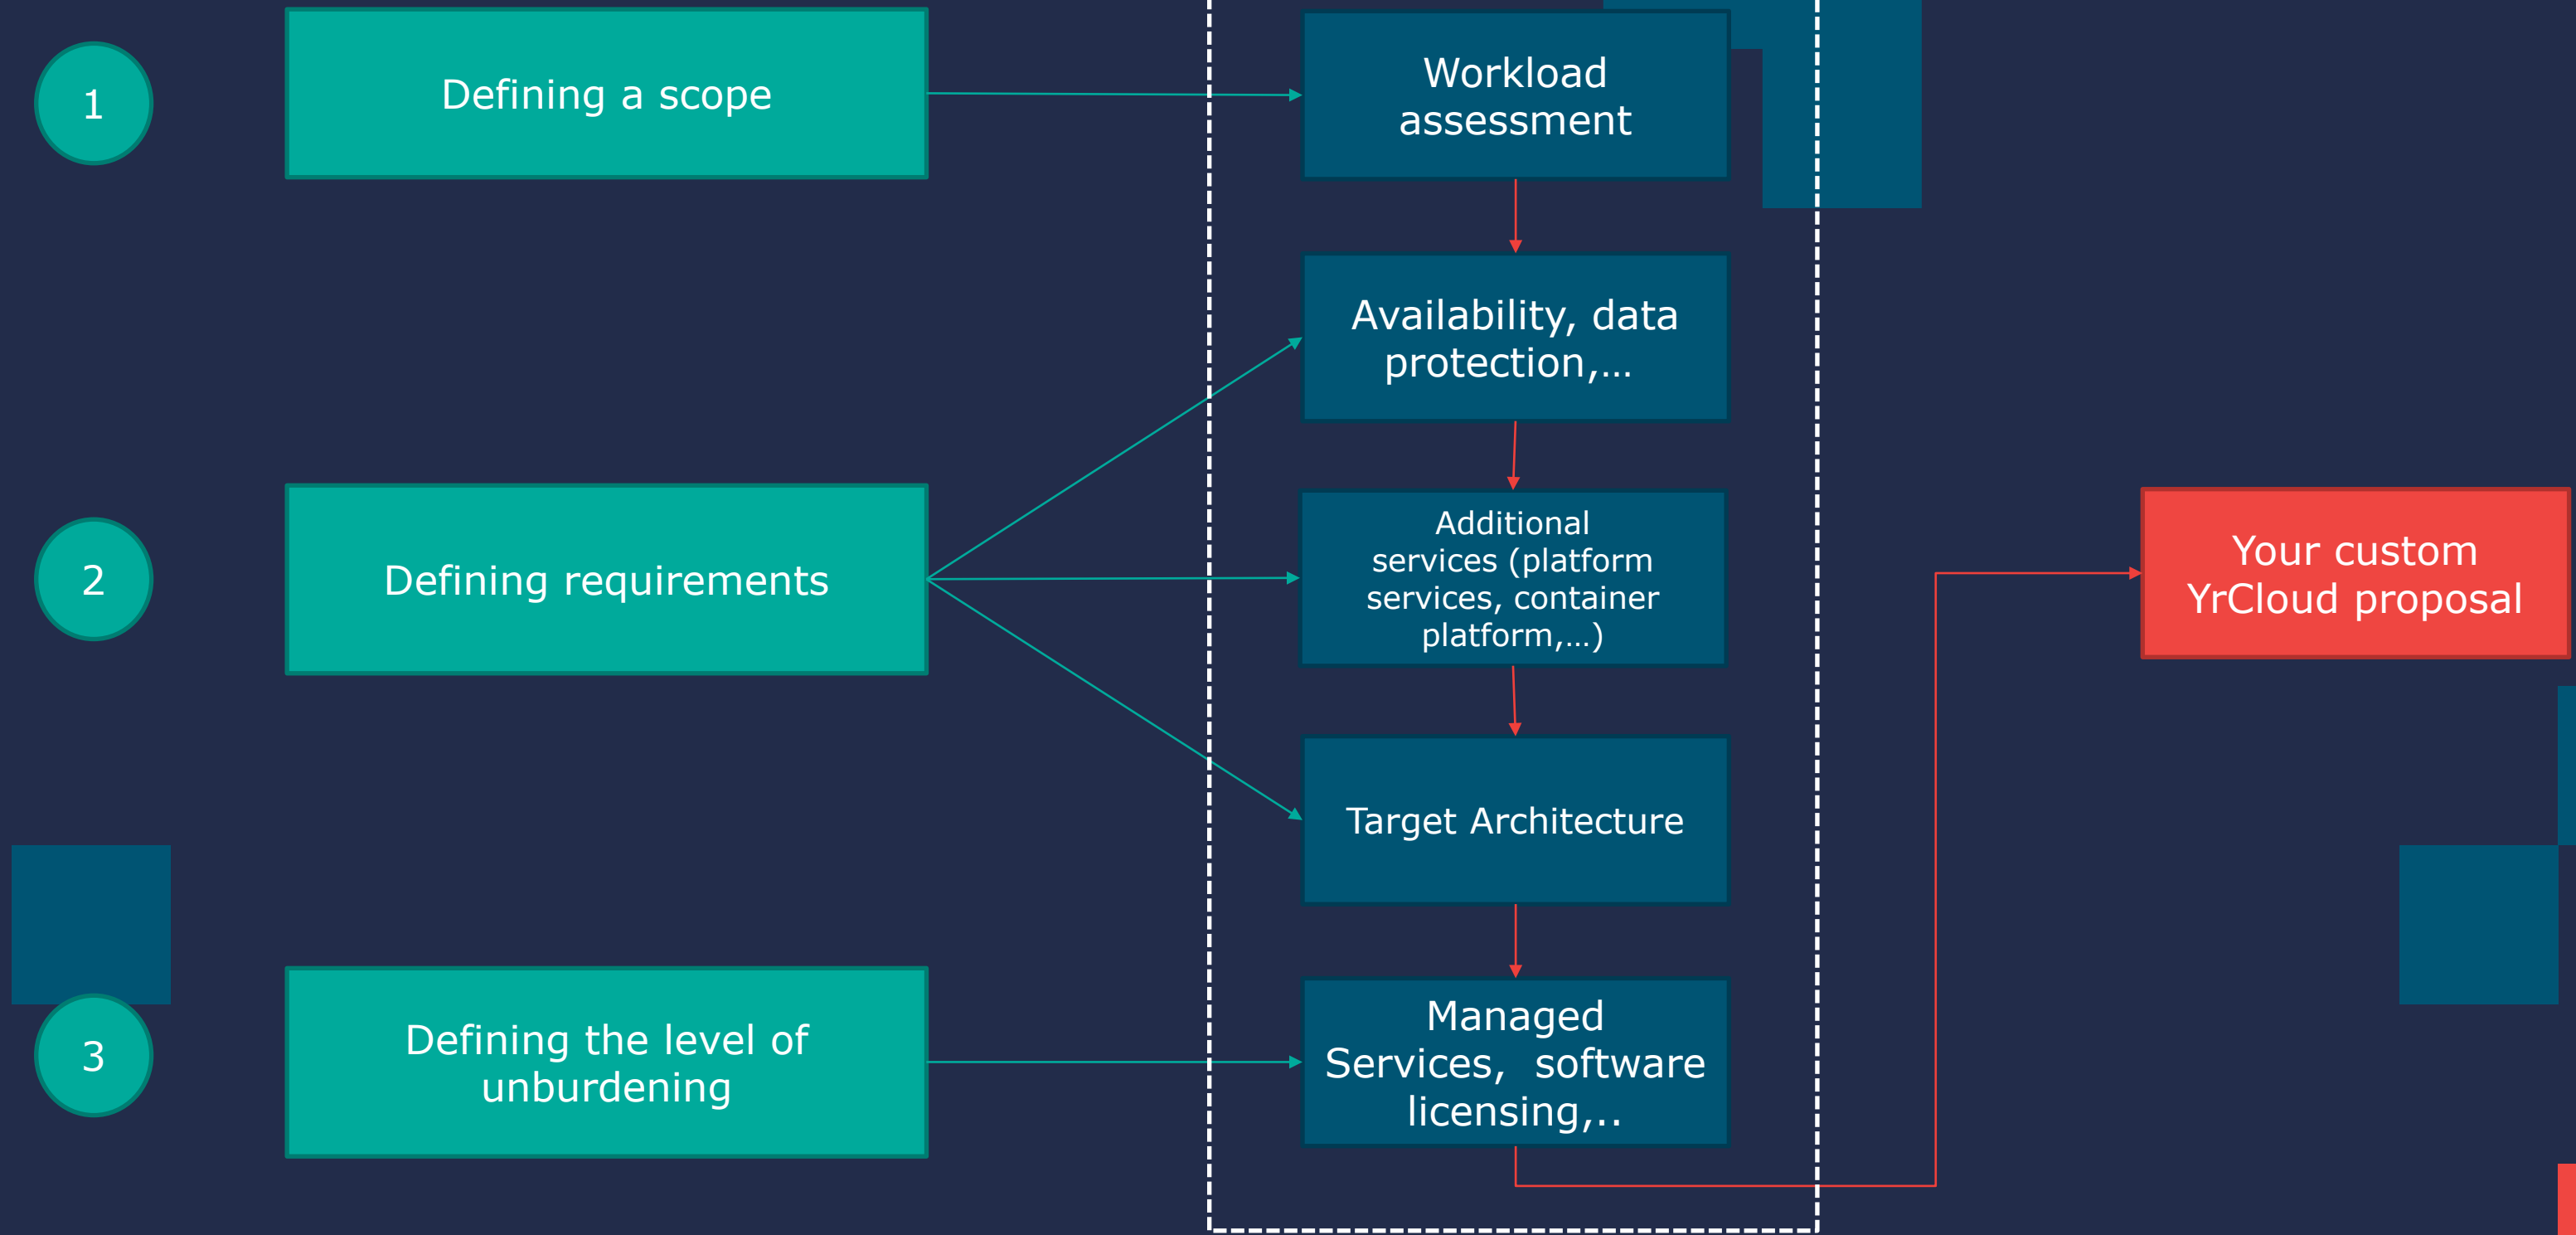 1
Defining a scope
Workload
assessment
Availability, data
protection,...
2
Defining requirements
Additional
services (platform
services, container
platform,...)
Your custom
YrCloud proposal
Target Architecture
3
Defining the level of
unburdening
Managed
Services,  software
licensing,..